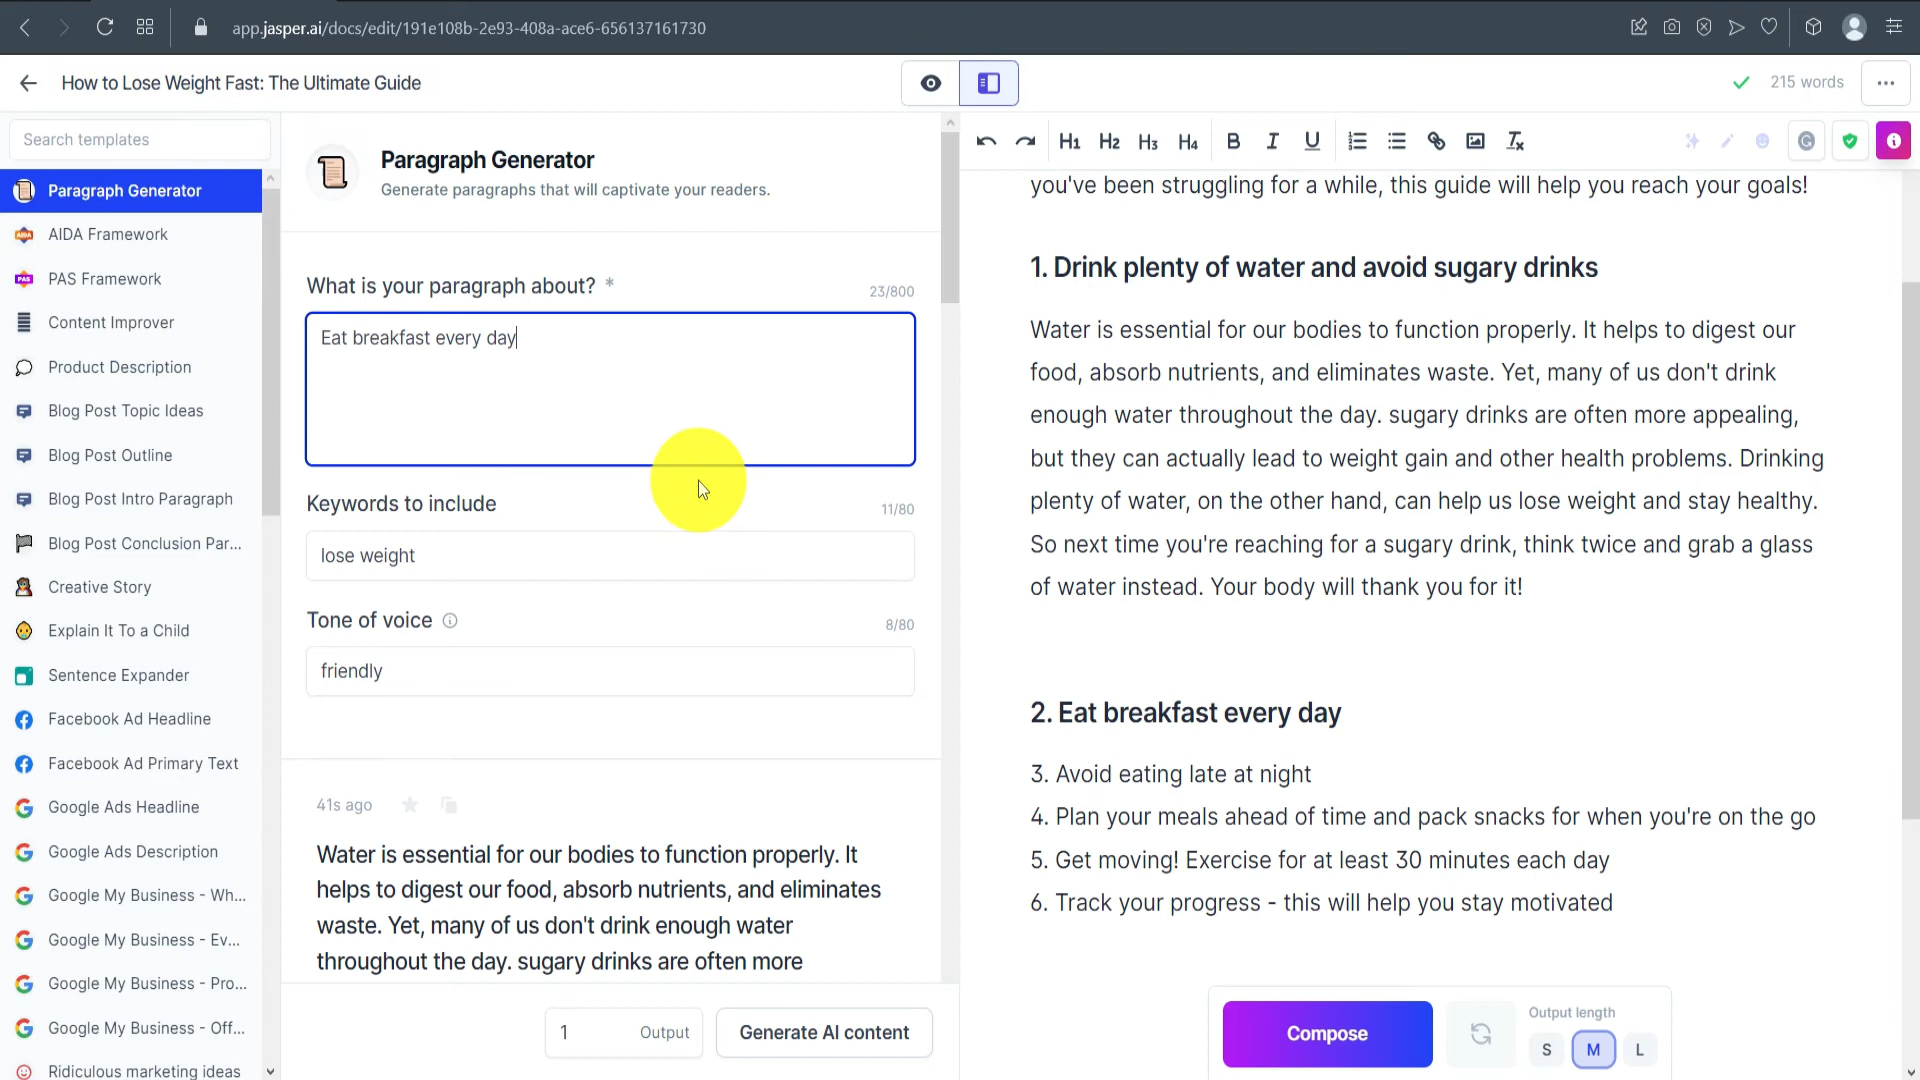 app.jasper.ai/docs/edit/191e108b-2e93-408a-ace6-656137161730
How to Lose Weight Fast: The Ultimate Guide
215 words
Search templates
Paragraph Generator
AIDA Framework
PAS Framework
Content Improver
Product Description
Blog Post Topic Ideas
Blog Post Outline
Blog Post Intro Paragraph
Blog Post Conclusion Par...
Creative Story
Explain It To a Child
Sentence Expander
Facebook Ad Headline
Facebook Ad Primary Text
Google Ads Headline
Google Ads Description
Google My Business - Wh...
Google My Business - Ev...
Google My Business - Pro...
Google My Business - Off...
Ridiculous marketing ideas
Paragraph Generator
Generate paragraphs that will captivate your readers.
What is your paragraph about? *
23/800
Eat breakfast every day
Keywords to include
11/80
lose weight
Tone of voice
8/80
friendly
41s ago
Water is essential for our bodies to function properly. It
helps to digest our food, absorb nutrients, and eliminates
waste. Yet, many of us don't drink enough water
throughout the day. sugary drinks are often more
1 Output
Generate AI content
H1 H2 H3 H4 B I U
you've been struggling for a while, this guide will help you reach your goals!
1. Drink plenty of water and avoid sugary drinks
Water is essential for our bodies to function properly. It helps to digest our
food, absorb nutrients, and eliminates waste. Yet, many of us don't drink
enough water throughout the day. sugary drinks are often more appealing,
but they can actually lead to weight gain and other health problems. Drinking
plenty of water, on the other hand, can help us lose weight and stay healthy.
So next time you're reaching for a sugary drink, think twice and grab a glass
of water instead. Your body will thank you for it!
2. Eat breakfast every day
3. Avoid eating late at night
4. Plan your meals ahead of time and pack snacks for when you're on the go
5. Get moving! Exercise for at least 30 minutes each day
6. Track your progress - this will help you stay motivated
Compose
Output length
S M L